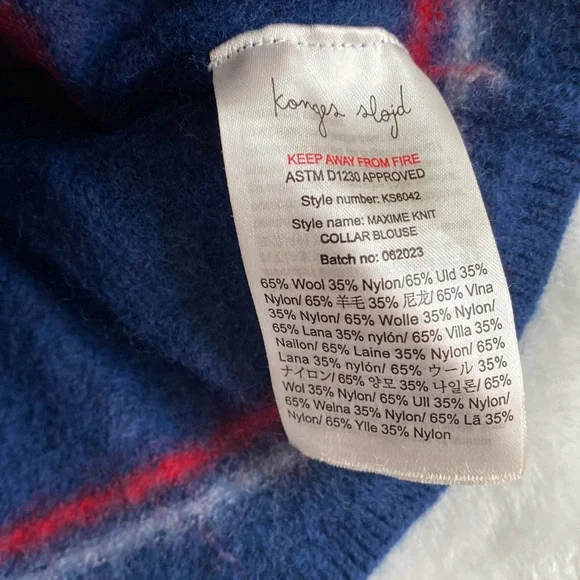 konges sløjd
KEEP AWAY FROM FIRE
ASTM D1230 APPROVED
Style number: KS6042
Style name: MAXIME KNIT
COLLAR BLOUSE
Batch no: 062023
65% Wool 35% Nylon/65% Uld 35%
Nylon/ 65% 羊毛 35% 尼龙/ 65% Vlna
35% Nylon/ 65% Wolle 35% Nylon/
65% Lana 35% nylón/ 65% Villa 35%
Nailon/ 65% Laine 35% Nylon/ 65%
Lana 35% nylón/ 65% ウール 35%
ナイロン/ 65% 양모 35% 나일론/ 65%
Wol 35% Nylon/ 65% Ull 35% Nylon/
65% Wełna 35% Nylon/ 65% Lã 35%
Nylon/ 65% Ylle 35% Nylon